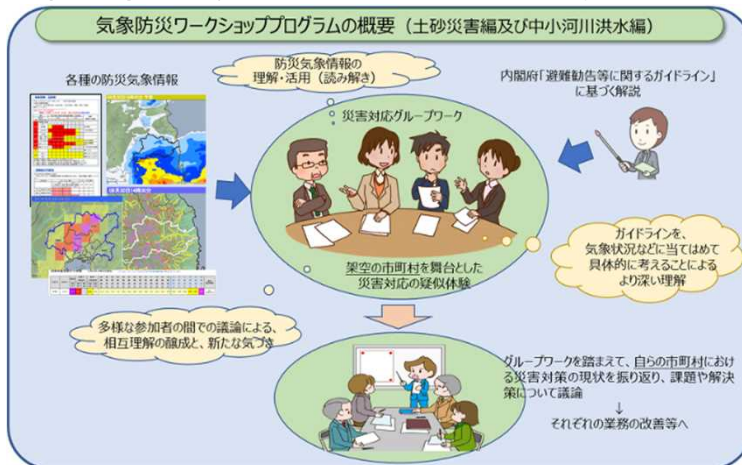 気象防災ワークショッププログラムの概要（土砂災害編及び中小河川洪水編）
各種の防災気象情報
防災気象情報の
理解・活用（読み解き）
内閣府「避難勧告等に関するガイドライン」
に基づく解説
災害対応グループワーク
架空の市町村を舞台とした
災害対応の疑似体験
ガイドラインを、
気象状況などに当てはめて
具体的に考えることによる
より深い理解
多様な参加者の間での議論による、
相互理解の醸成と、新たな気づき
グループワークを踏まえて、自らの市町村におけ
る災害対策の現状を振り返り、課題や解決
策について議論
↓
それぞれの業務の改善等へ